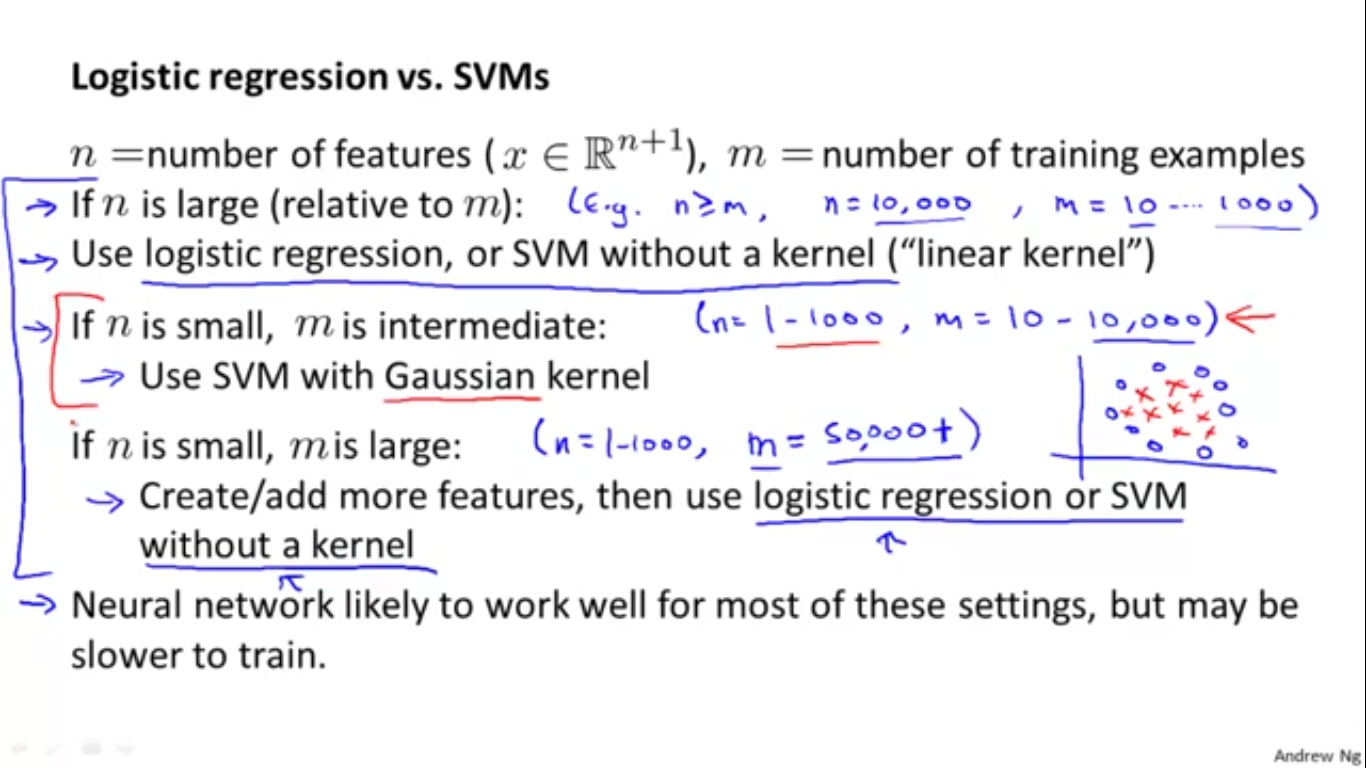 Logistic regression vs. SVMs
n =number of features (x ∈ ℝⁿ⁺¹), m = number of training examples
→ If n is large (relative to m): (E.g. n ≥ m, n = 10,000, m = 10 ···· 1000)
→ Use logistic regression, or SVM without a kernel (“linear kernel”)
→ If n is small, m is intermediate: (n = 1 - 1000, m = 10 - 10,000) ←
→ Use SVM with Gaussian kernel
If n is small, m is large: (n = 1-1000, m = 50,000+)
→ Create/add more features, then use logistic regression or SVM
without a kernel
→ Neural network likely to work well for most of these settings, but may be
slower to train.
Andrew Ng